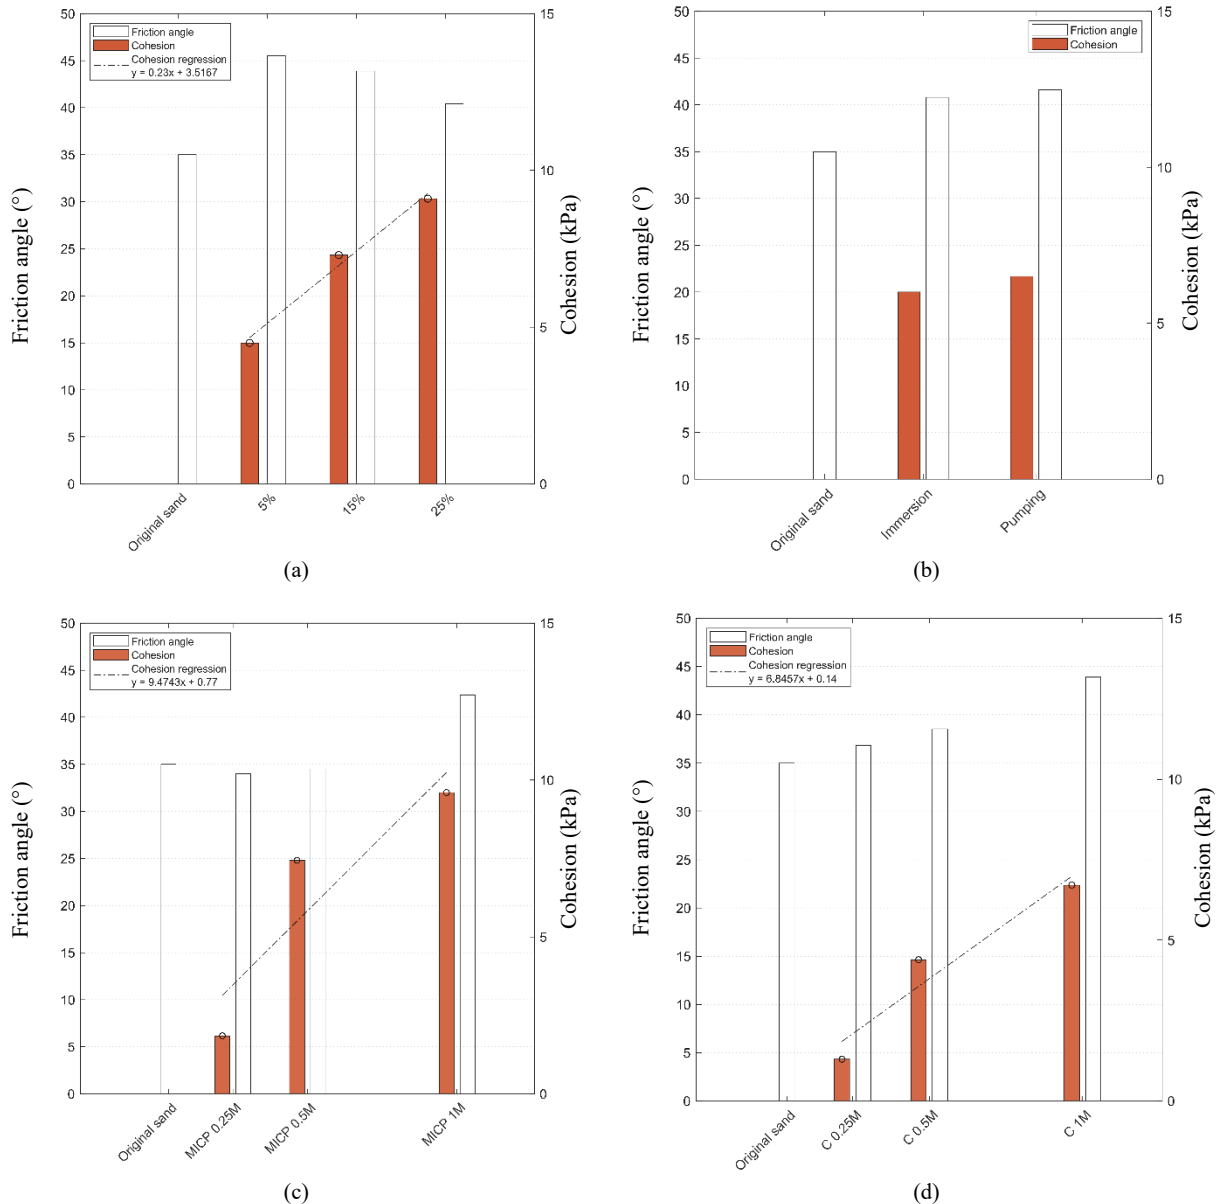 50
45
40
35
30
25
20
15
10
5
0
15
10
5
0
Friction angle (°)
Cohesion (kPa)
Friction angle
Cohesion
Cohesion regression
y = 0.23x + 3.5167
Original sand
5%
15%
25%
(a)
50
45
40
35
30
25
20
15
10
5
0
15
10
5
0
Friction angle (°)
Cohesion (kPa)
Friction angle
Cohesion
Original sand
Immersion
Pumping
(b)
50
45
40
35
30
25
20
15
10
5
0
15
10
5
0
Friction angle (°)
Cohesion (kPa)
Friction angle
Cohesion
Cohesion regression
y = 9.4743x + 0.77
Original sand
MICP 0.25M
MICP 0.5M
MICP 1M
(c)
50
45
40
35
30
25
20
15
10
5
0
15
10
5
0
Friction angle (°)
Cohesion (kPa)
Friction angle
Cohesion
Cohesion regression
y = 6.8457x + 0.14
Original sand
C 0.25M
C 0.5M
C 1M
(d)